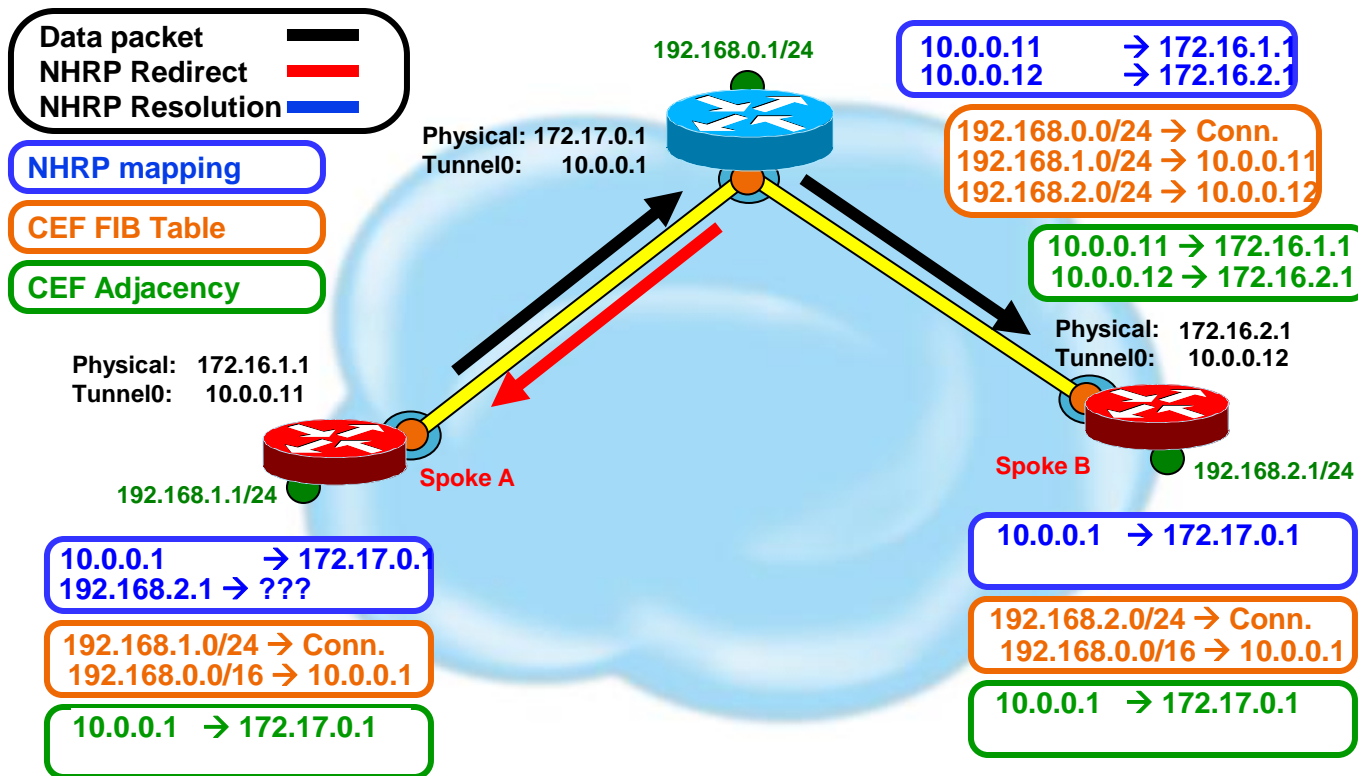 Data packet
NHRP Redirect
NHRP Resolution
NHRP mapping
CEF FIB Table
CEF Adjacency
192.168.0.1/24
Physical: 172.17.0.1
Tunnel0: 10.0.0.1
10.0.0.11 → 172.16.1.1
10.0.0.12 → 172.16.2.1
192.168.0.0/24 → Conn.
192.168.1.0/24 → 10.0.0.11
192.168.2.0/24 → 10.0.0.12
10.0.0.11 → 172.16.1.1
10.0.0.12 → 172.16.2.1
Physical: 172.16.2.1
Tunnel0: 10.0.0.12
Physical: 172.16.1.1
Tunnel0: 10.0.0.11
Spoke A
192.168.1.1/24
Spoke B
192.168.2.1/24
10.0.0.1 → 172.17.0.1
192.168.2.1 → ???
192.168.1.0/24 → Conn.
192.168.0.0/16 → 10.0.0.1
10.0.0.1 → 172.17.0.1
10.0.0.1 → 172.17.0.1
192.168.2.0/24 → Conn.
192.168.0.0/16 → 10.0.0.1
10.0.0.1 → 172.17.0.1